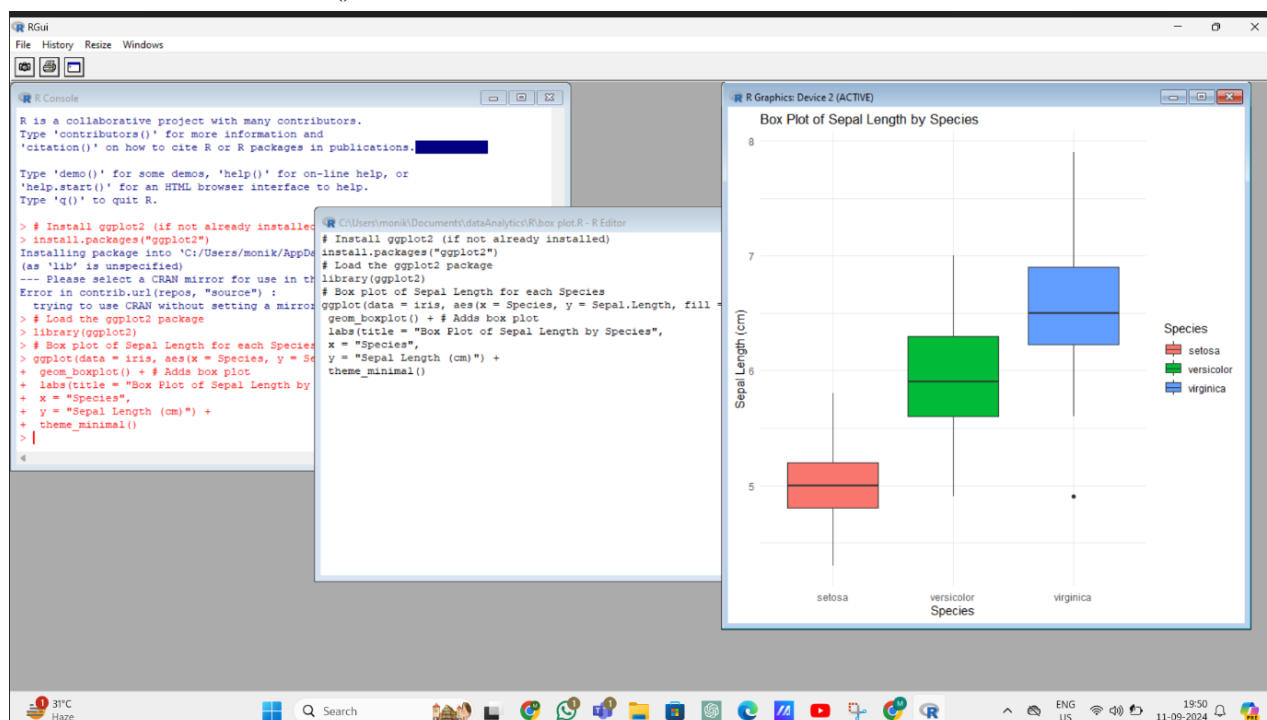 ()
RGui
File History Resize Windows
R Console
R is a collaborative project with many contributors.
Type 'contributors()' for more information and
'citation()' on how to cite R or R packages in publications.
Type 'demo()' for some demos, 'help()' for on-line help, or
'help.start()' for an HTML browser interface to help.
Type 'q()' to quit R.
> # Install ggplot2 (if not already installed
> install.packages("ggplot2")
Installing package into 'C:/Users/monik/AppDa
(as 'lib' is unspecified)
--- Please select a CRAN mirror for use in th
Error in contrib.url(repos, "source") :
trying to use CRAN without setting a mirror
> # Load the ggplot2 package
> library(ggplot2)
> # Box plot of Sepal Length for each Species
> ggplot(data = iris, aes(x = Species, y = Se
+ geom_boxplot() + # Adds box plot
+ labs(title = "Box Plot of Sepal Length by
+ x = "Species",
+ y = "Sepal Length (cm)") +
+ theme_minimal()
>
C:\Users\monik\Documents\dataAnalytics\R\box plot.R - R Editor
# Install ggplot2 (if not already installed)
install.packages("ggplot2")
# Load the ggplot2 package
library(ggplot2)
# Box plot of Sepal Length for each Species
ggplot(data = iris, aes(x = Species, y = Sepal.Length, fill =
geom_boxplot() + # Adds box plot
labs(title = "Box Plot of Sepal Length by Species",
x = "Species",
y = "Sepal Length (cm)") +
theme_minimal()
R Graphics: Device 2 (ACTIVE)
Box Plot of Sepal Length by Species
8
7
6
5
Sepal Length (cm)
setosa versicolor virginica
Species
Species
setosa
versicolor
virginica
31°C
Haze
Search
ENG
US
19:50
11-09-2024